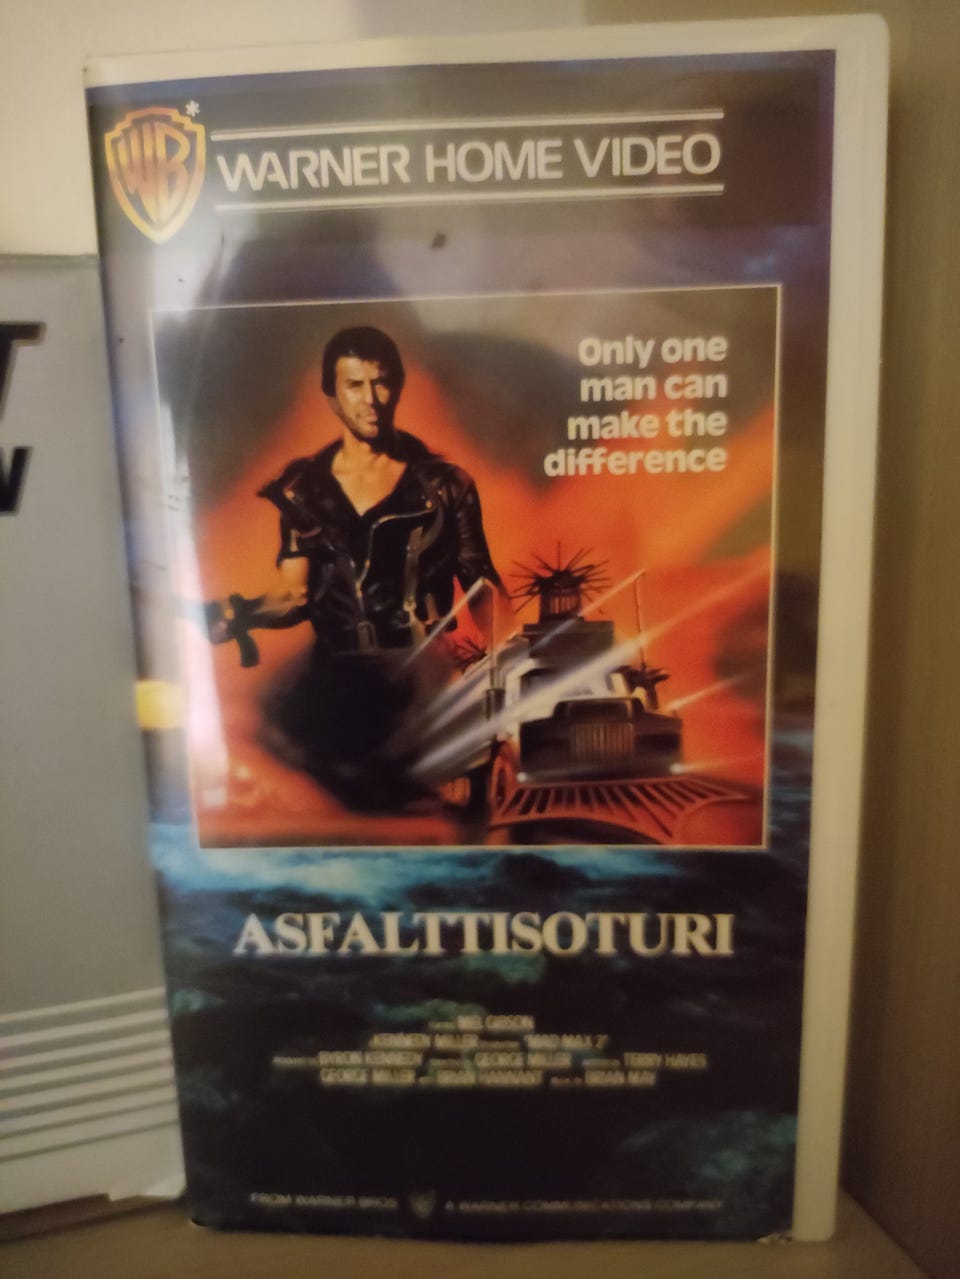 WB*
WARNER HOME VIDEO
Only one
man can
make the
difference
ASFALTTISOTURI
MEL GIBSON
KENNEDY MILLER "MAD MAX 2"
BYRON KENNEDY GEORGE MILLER TERRY HAYES
GEORGE MILLER BRIAN HANNANT BRIAN MAY
FROM WARNER BROS A WARNER COMMUNICATIONS COMPANY
T